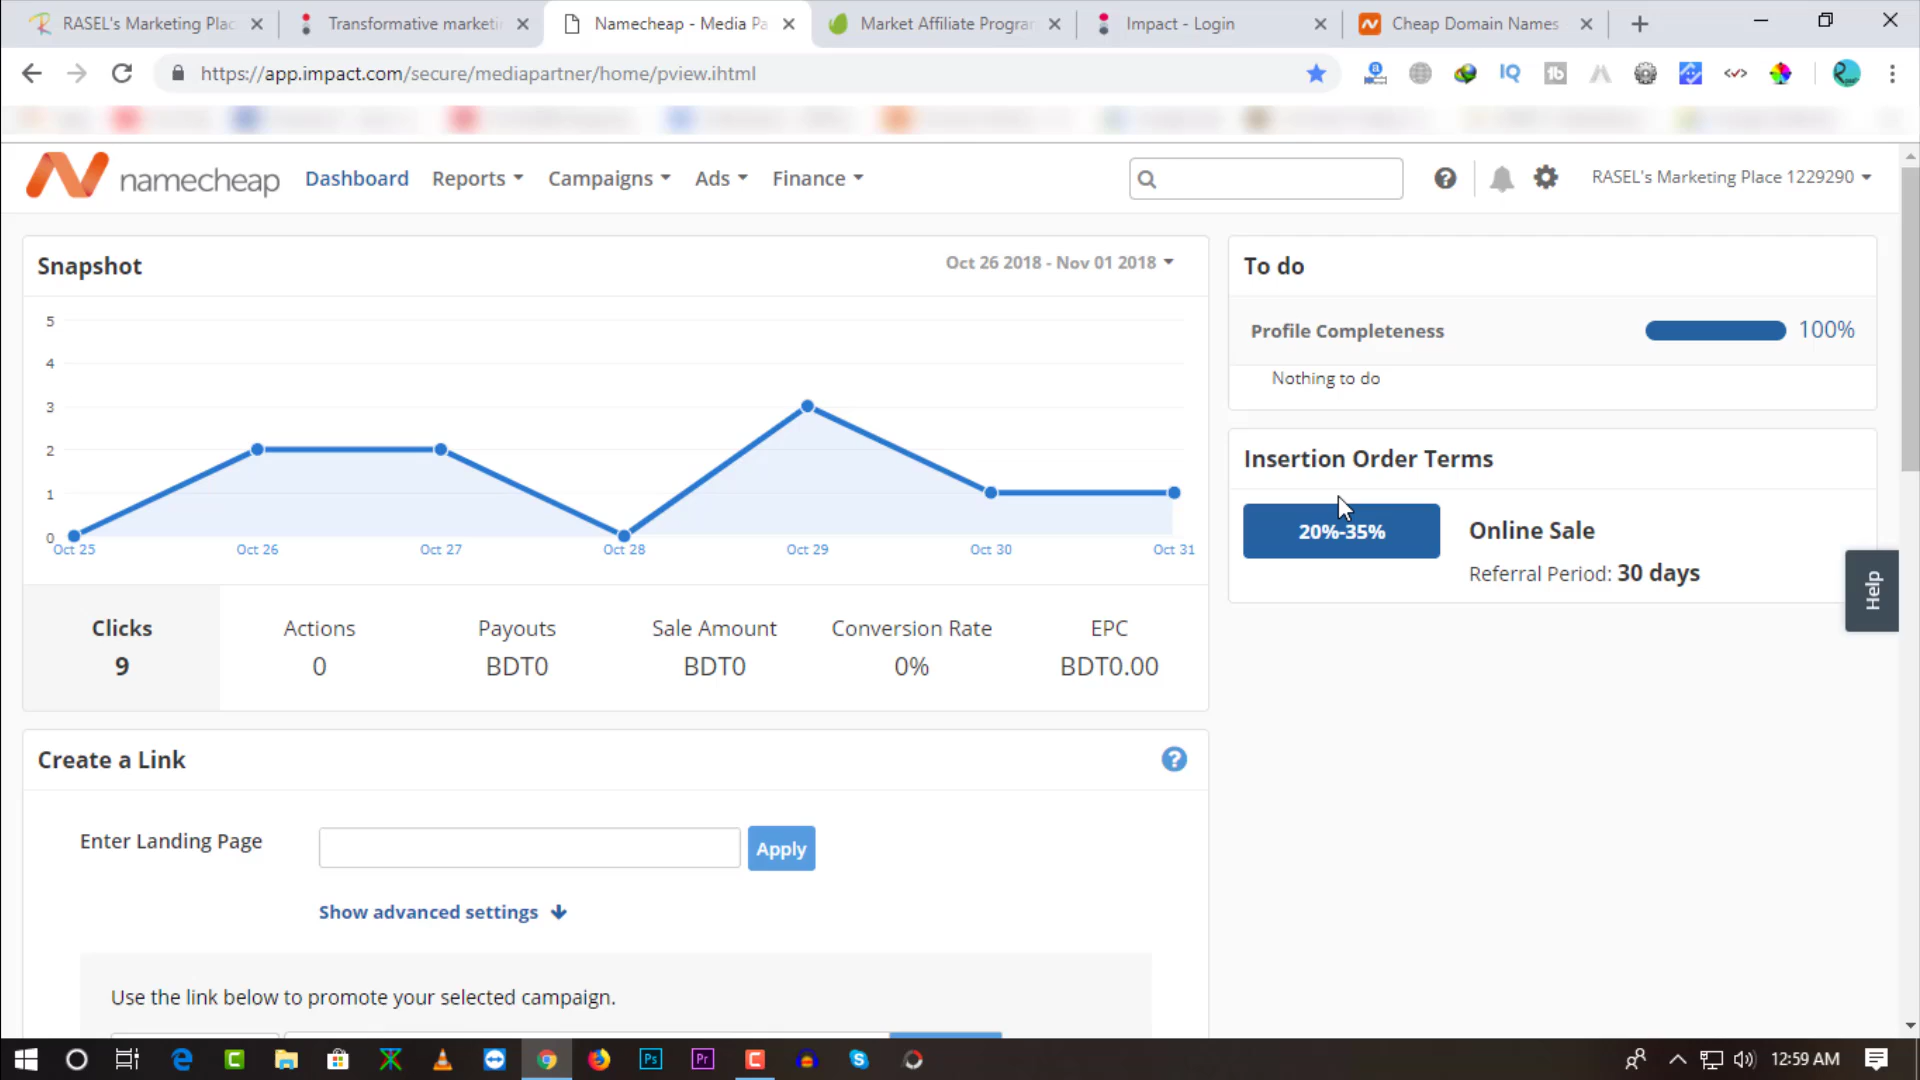 RASEL's Marketing Plac
Transformative marketi
Namecheap - Media Pa
Market Affiliate Program
Impact - Login
Cheap Domain Names
https://app.impact.com/secure/mediapartner/home/pview.ihtml
namecheap
Dashboard
Reports
Campaigns
Ads
Finance
RASEL's Marketing Place 1229290
Snapshot
Oct 26 2018 - Nov 01 2018
5
4
3
2
1
0
Oct 25
Oct 26
Oct 27
Oct 28
Oct 29
Oct 30
Oct 31
Clicks
9
Actions
0
Payouts
BDT0
Sale Amount
BDT0
Conversion Rate
0%
EPC
BDT0.00
To do
Profile Completeness
100%
Nothing to do
Insertion Order Terms
20%-35%
Online Sale
Referral Period: 30 days
Help
Create a Link
Enter Landing Page
Apply
Show advanced settings
Use the link below to promote your selected campaign.
12:59 AM